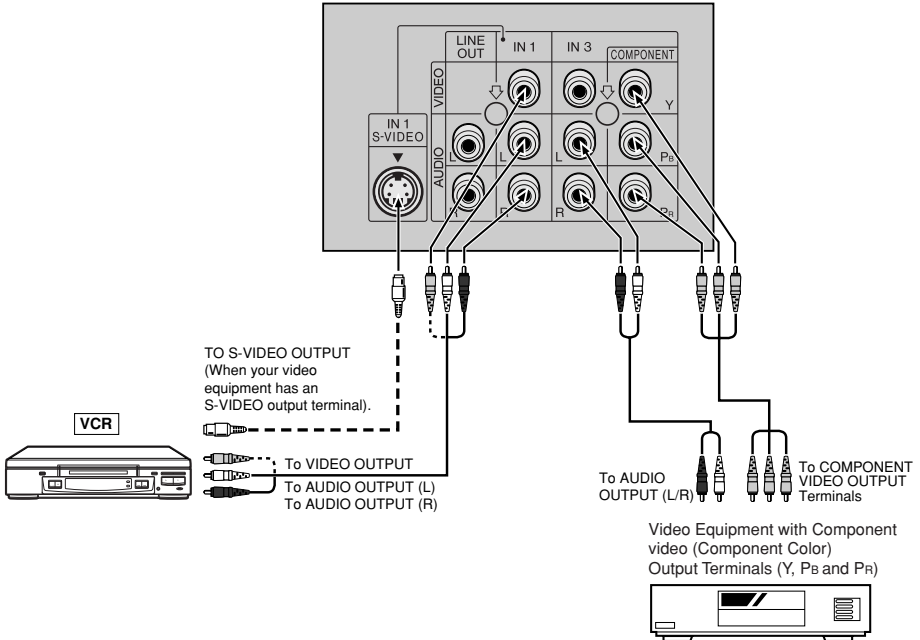 LINE
OUT
IN 1
IN 3
COMPONENT
VIDEO
Y
IN 1
S-VIDEO
AUDIO
L
L
L
PB
R
R
R
PR
TO S-VIDEO OUTPUT
(When your video
equipment has an
S-VIDEO output terminal).
VCR
To VIDEO OUTPUT
To AUDIO OUTPUT (L)
To AUDIO OUTPUT (R)
To AUDIO
OUTPUT (L/R)
To COMPONENT
VIDEO OUTPUT
Terminals
Video Equipment with Component
video (Component Color)
Output Terminals (Y, PB and PR)